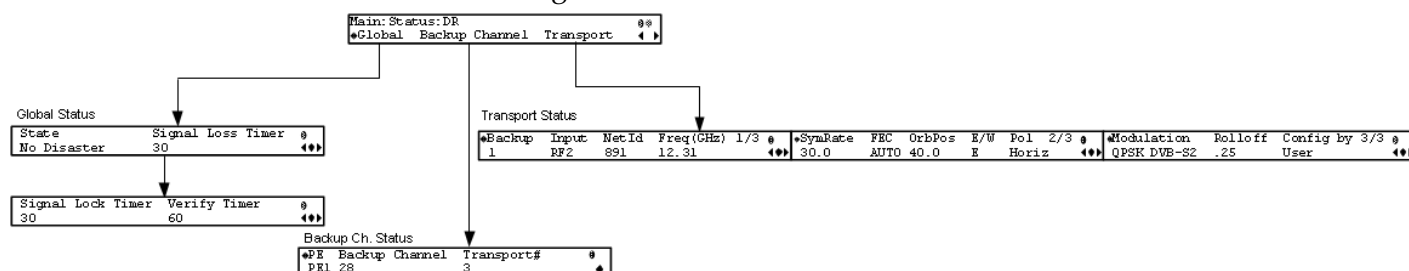 Main:Status:DR
Global Backup Channel Transport
Global Status
State Signal Loss Timer
No Disaster 30
Signal Lock Timer Verify Timer
30 60
Transport Status
Backup Input NetId Freq(GHz) 1/3
1 RF2 891 12.31
SymRate FEC OrbPos E/W Pol 2/3
30.0 AUTO 40.0 E Horiz
Modulation Rolloff Config by 3/3
QPSK DVB-S2 .25 User
Backup Ch. Status
PE Backup Channel Transport#
PE1 28 3